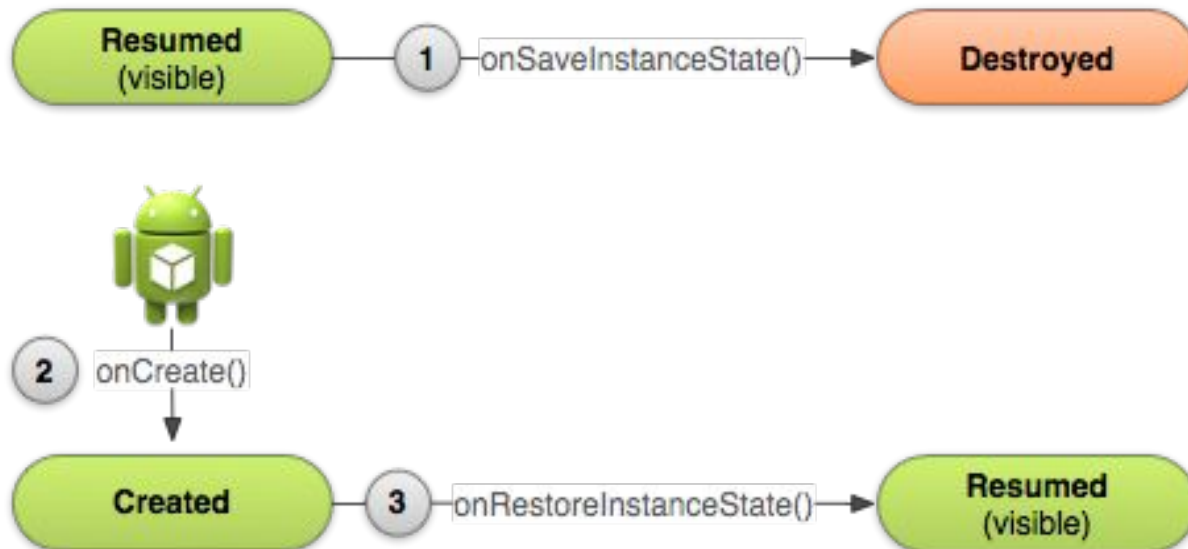 Resumed
(visible)
1
onSaveInstanceState()
Destroyed
2
onCreate()
Created
3
onRestoreInstanceState()
Resumed
(visible)